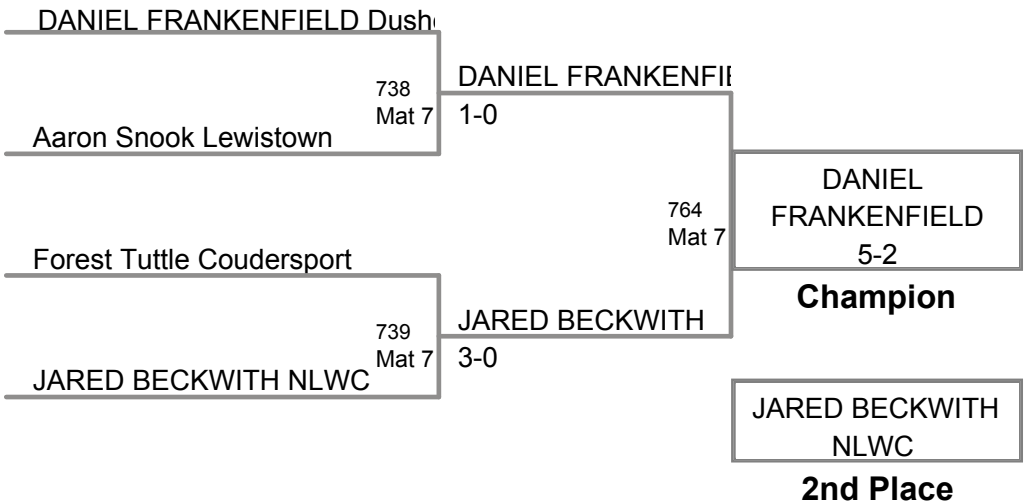 DANIEL FRANKENFIELD
738
Mat 7
Aaron Snook Lewistown
DANIEL
1-0
Forest Tuttle Coudersport
739
Mat 7
JARED BECKWITH NLWC
JARED BECKWITH
3-0
764
Mat 7
DANIEL
FRANKENFIELD
5-2
Champion
JARED BECKWITH
NLWC
2nd Place